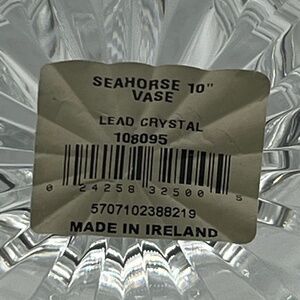 SEAHORSE 10"
VASE
LEAD CRYSTAL
108095
0 24258 32500 5
5707102388219
MADE IN IRELAND